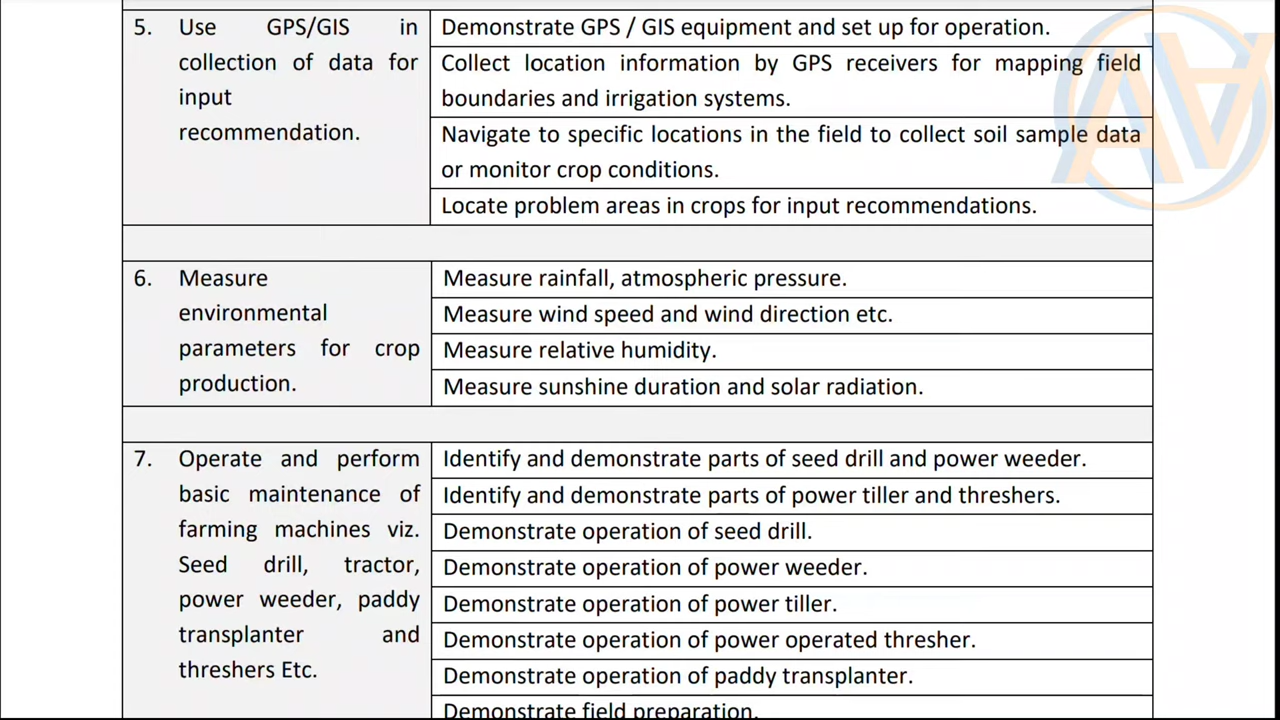 5. Use GPS/GIS in
collection of data for
input
recommendation.
Demonstrate GPS / GIS equipment and set up for operation.
Collect location information by GPS receivers for mapping field
boundaries and irrigation systems.
Navigate to specific locations in the field to collect soil sample data
or monitor crop conditions.
Locate problem areas in crops for input recommendations.
6. Measure
environmental
parameters for crop
production.
Measure rainfall, atmospheric pressure.
Measure wind speed and wind direction etc.
Measure relative humidity.
Measure sunshine duration and solar radiation.
7. Operate and perform
basic maintenance of
farming machines viz.
Seed drill, tractor,
power weeder, paddy
transplanter and
threshers Etc.
Identify and demonstrate parts of seed drill and power weeder.
Identify and demonstrate parts of power tiller and threshers.
Demonstrate operation of seed drill.
Demonstrate operation of power weeder.
Demonstrate operation of power tiller.
Demonstrate operation of power operated thresher.
Demonstrate operation of paddy transplanter.
Demonstrate field preparation.